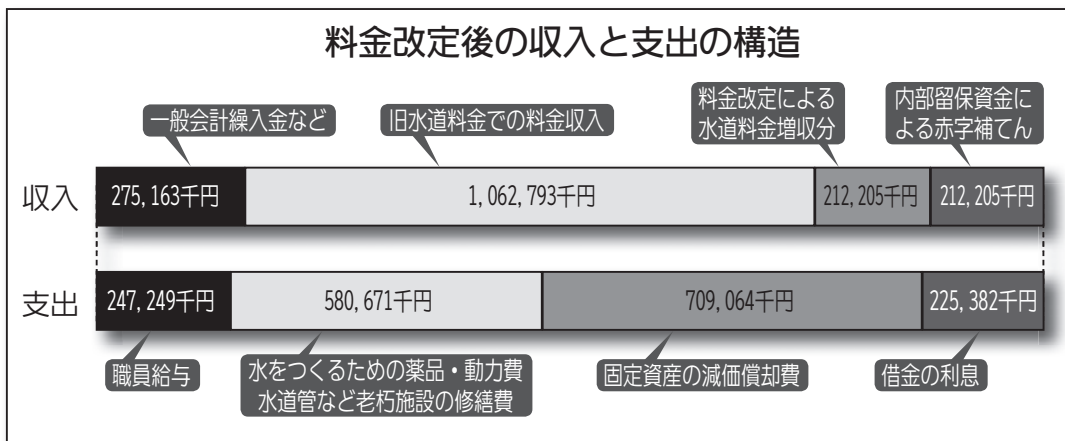 料金改定後の収入と支出の構造
一般会計繰入金など
旧水道料金での料金収入
料金改定による
水道料金増収分
内部留保資金に
よる赤字補てん
収入
275,163千円
1,062,793千円
212,205千円
212,205千円
支出
247,249千円
580,671千円
709,064千円
225,382千円
職員給与
水をつくるための薬品・動力費
水道管など老朽施設の修繕費
固定資産の減価償却費
借金の利息